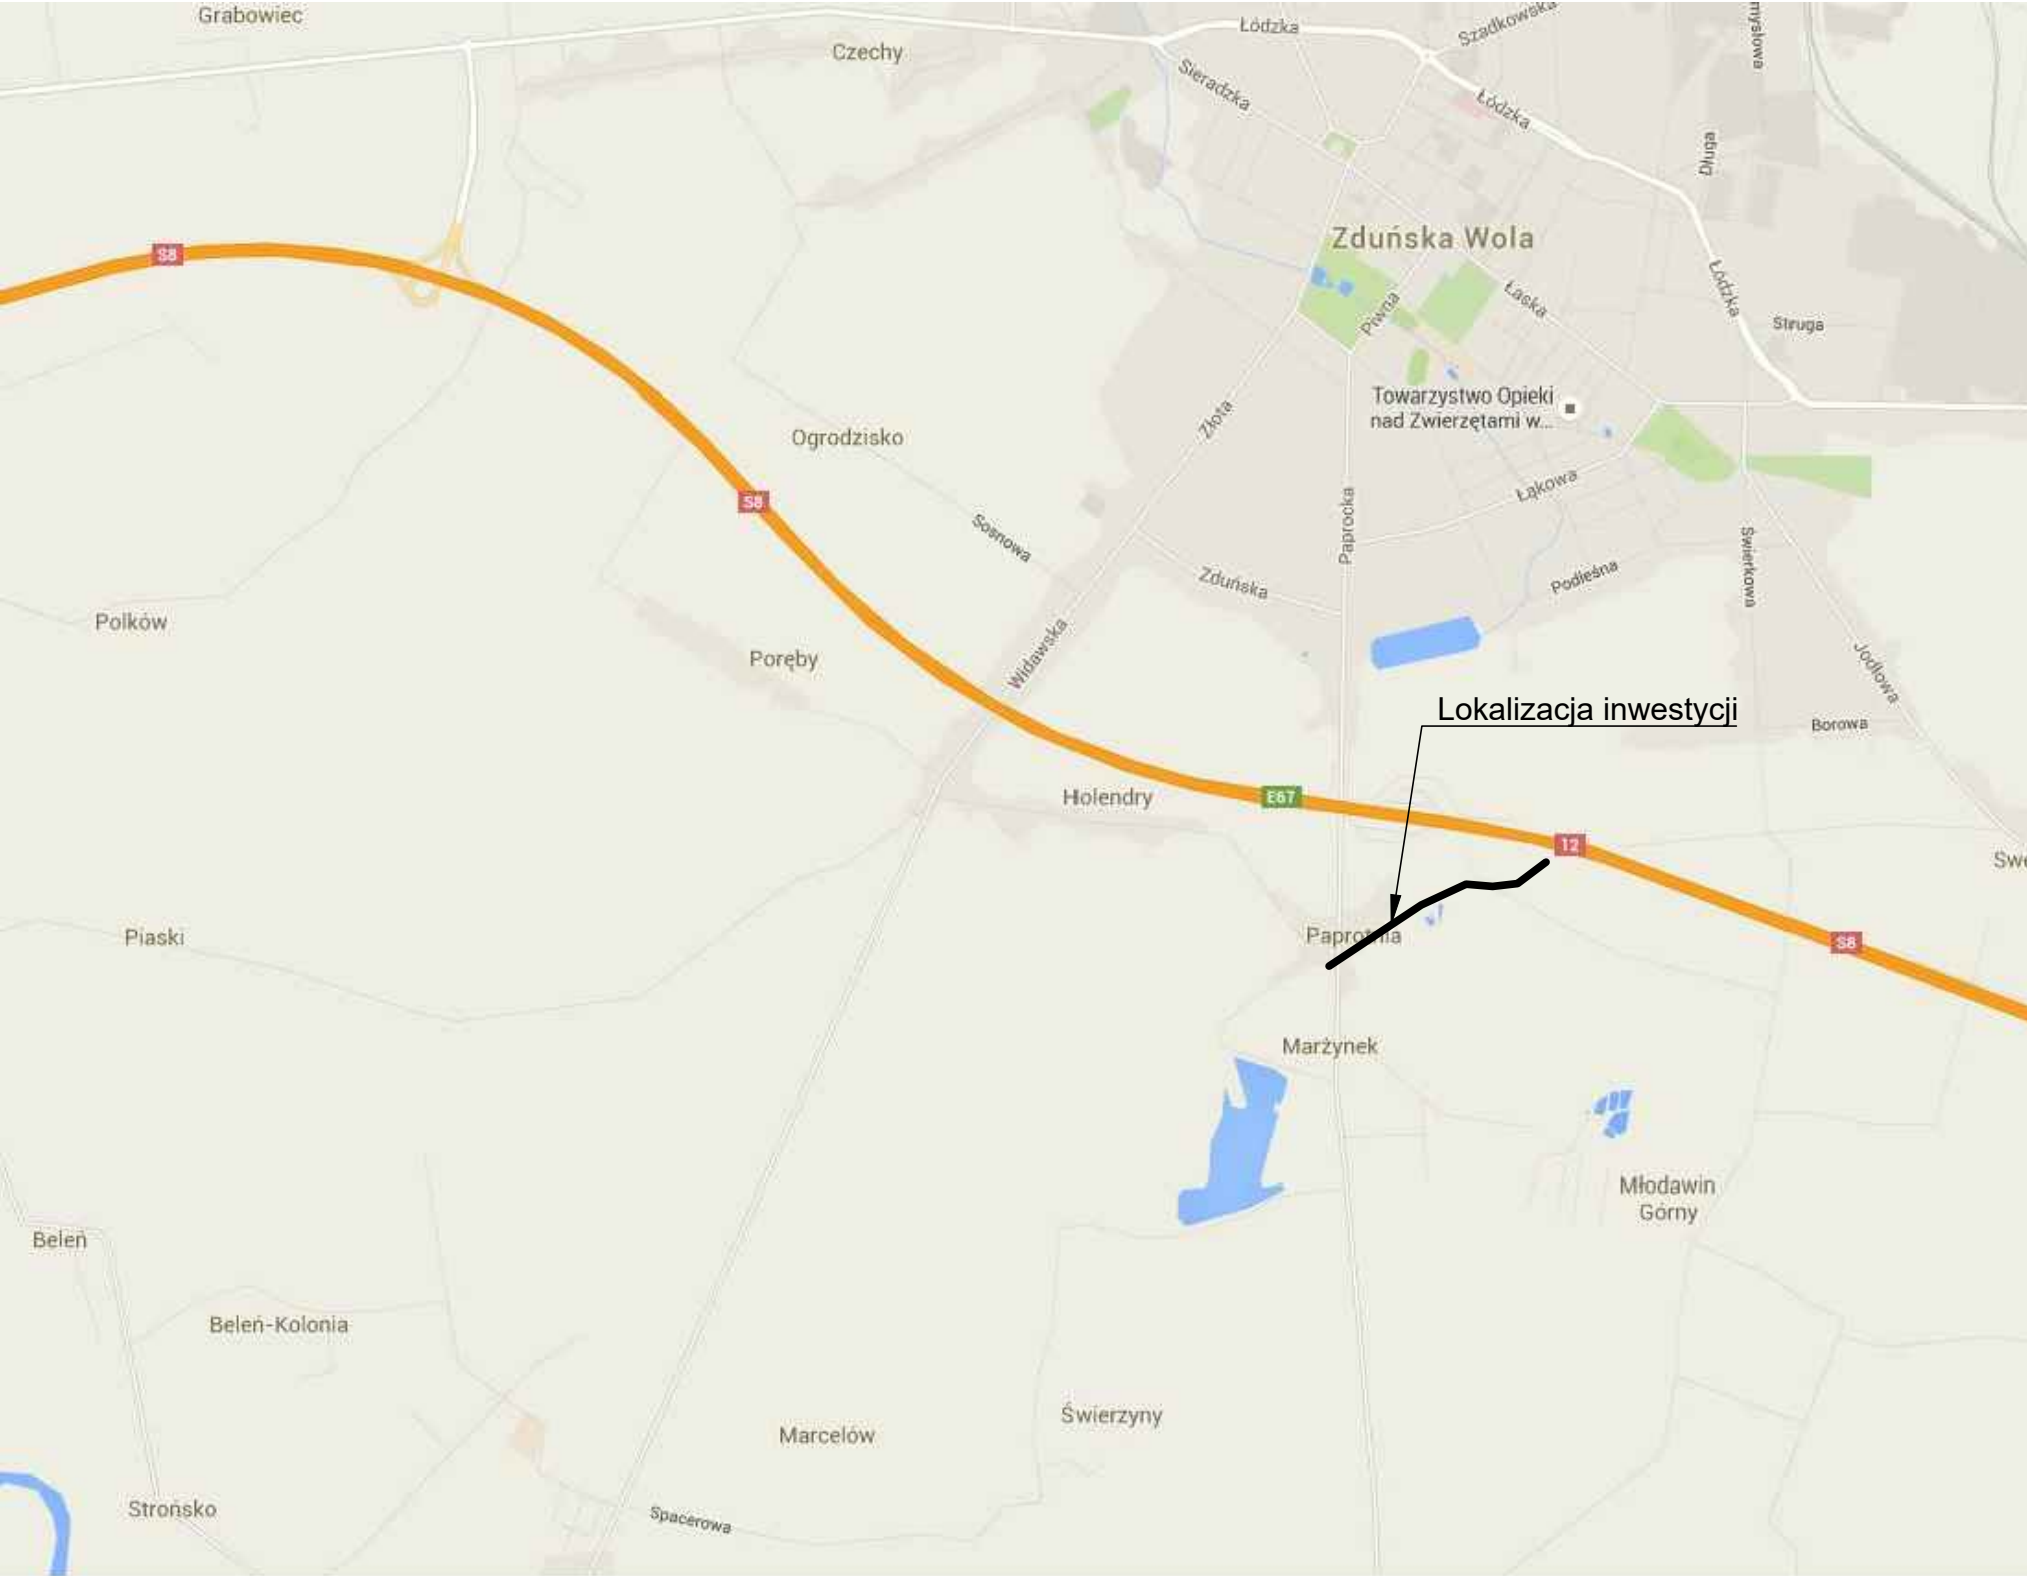 Grabowiec
Czechy
Łódzka
Szadkowska
Sieradzka
Łódzka
Długa
S8
Zduńska Wola
Łódzka
Łaska
Piwna
Struga
Towarzystwo Opieki
nad Zwierzętami w...
Złota
Ogrodzisko
S8
Sosnowa
Paprocka
Łąkowa
Świerkowa
Zduńska
Podleśna
Polków
Poręby
Widawska
Jodłowa
Lokalizacja inwestycji
Borowa
Holendry
E67
12
Swe
Piaski
Paprotnia
S8
Marżynek
Młodawin
Górny
Beleń
Beleń-Kolonia
Świerzyny
Marcelów
Strońsko
Spacerowa